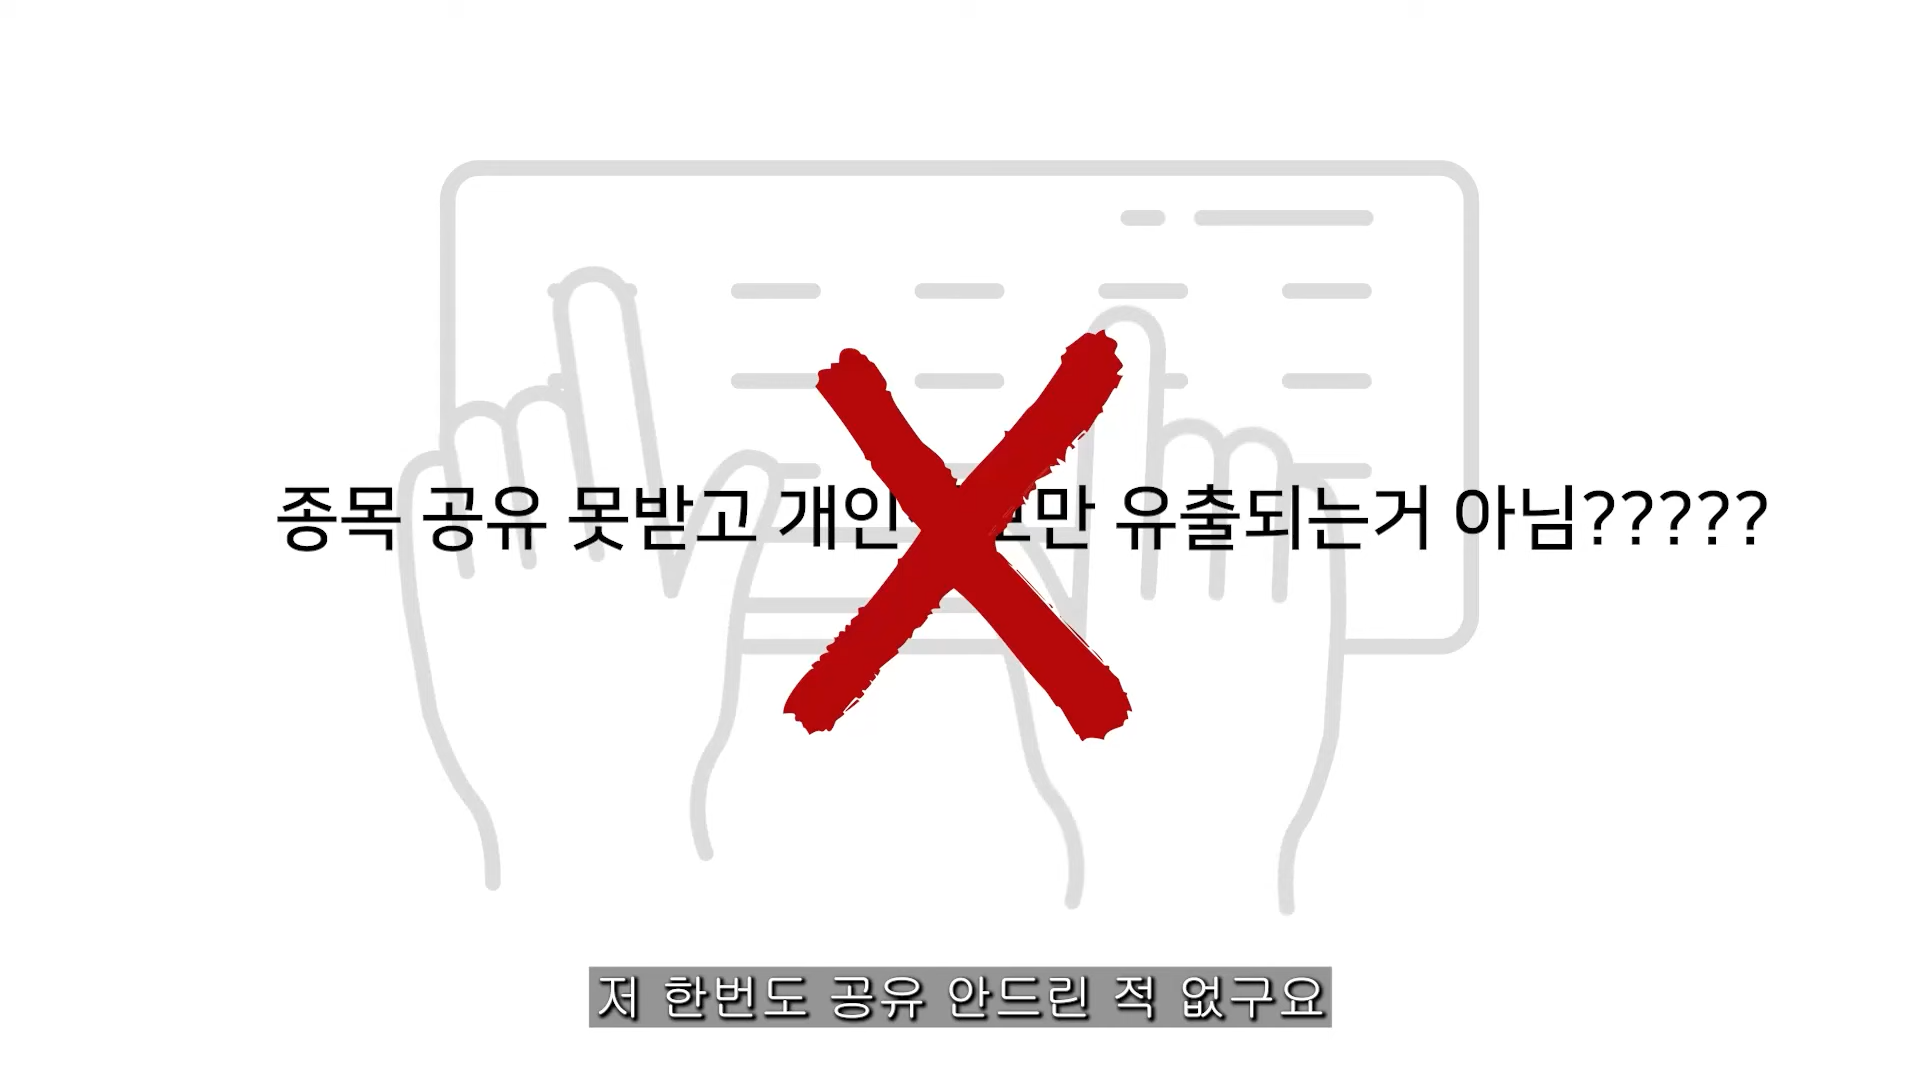 종목 공유 못받고 개인 만 유출되는거 아님?????
저 한번도 공유 안드린 적 없구요